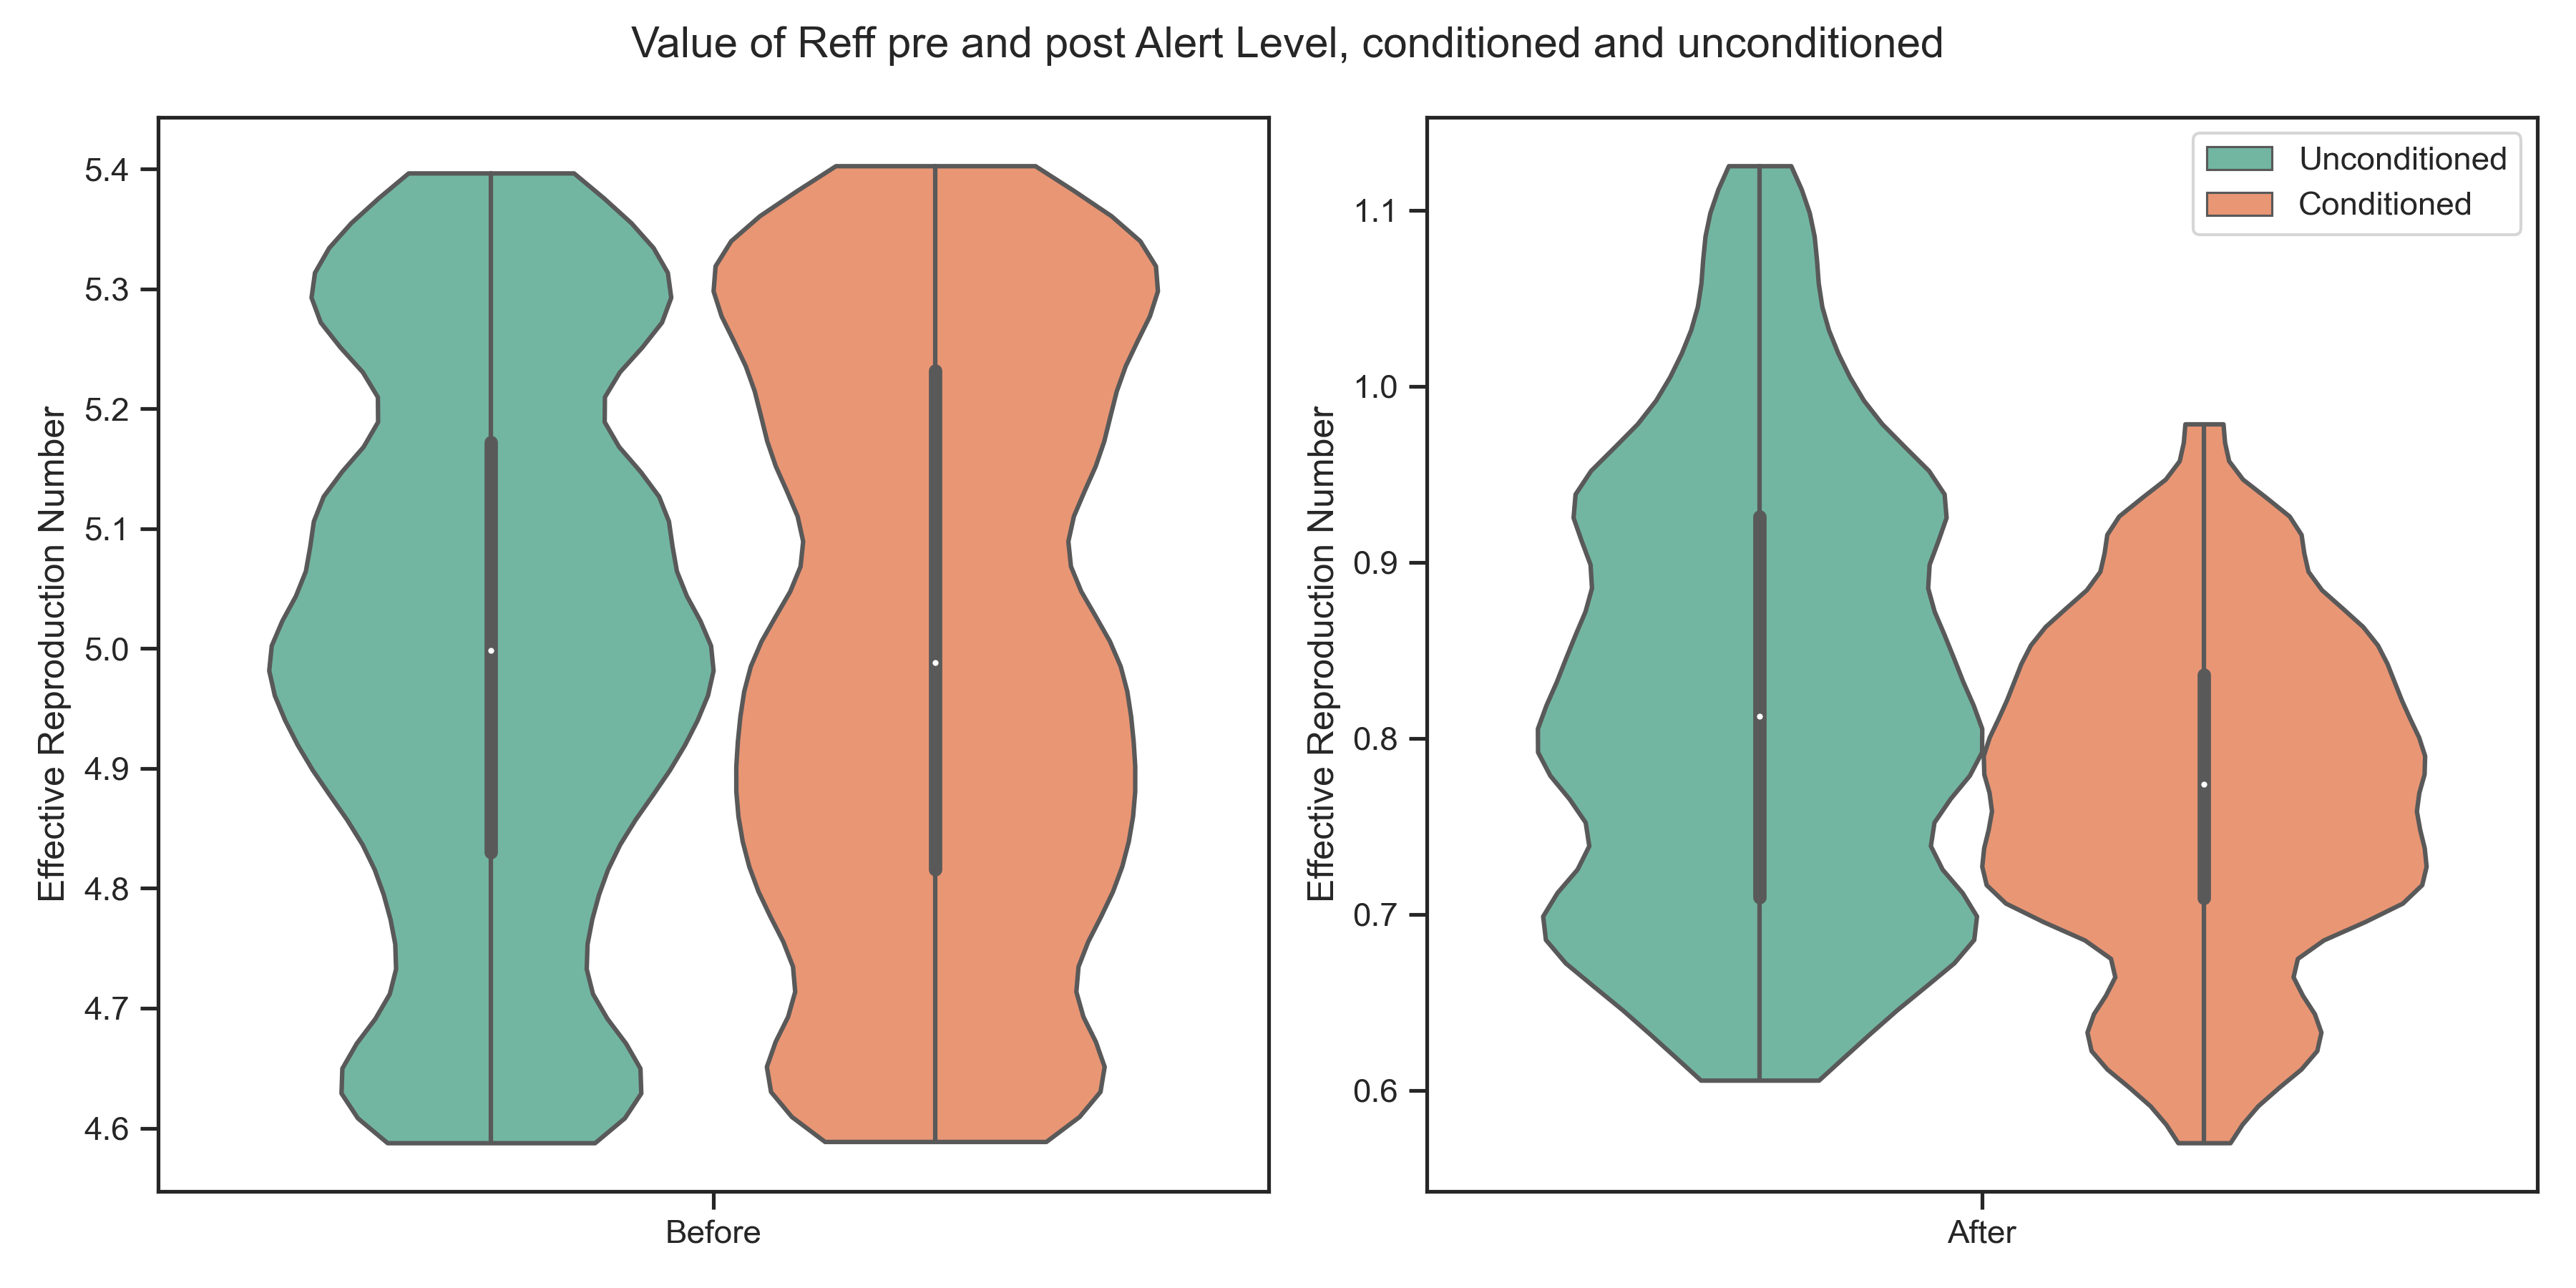 Value of Reff pre and post Alert Level, conditioned and unconditioned
Effective Reproduction Number
5.4
5.3
5.2
5.1
5.0
4.9
4.8
4.7
4.6
Before
Effective Reproduction Number
1.1
1.0
0.9
0.8
0.7
0.6
After
Unconditioned
Conditioned